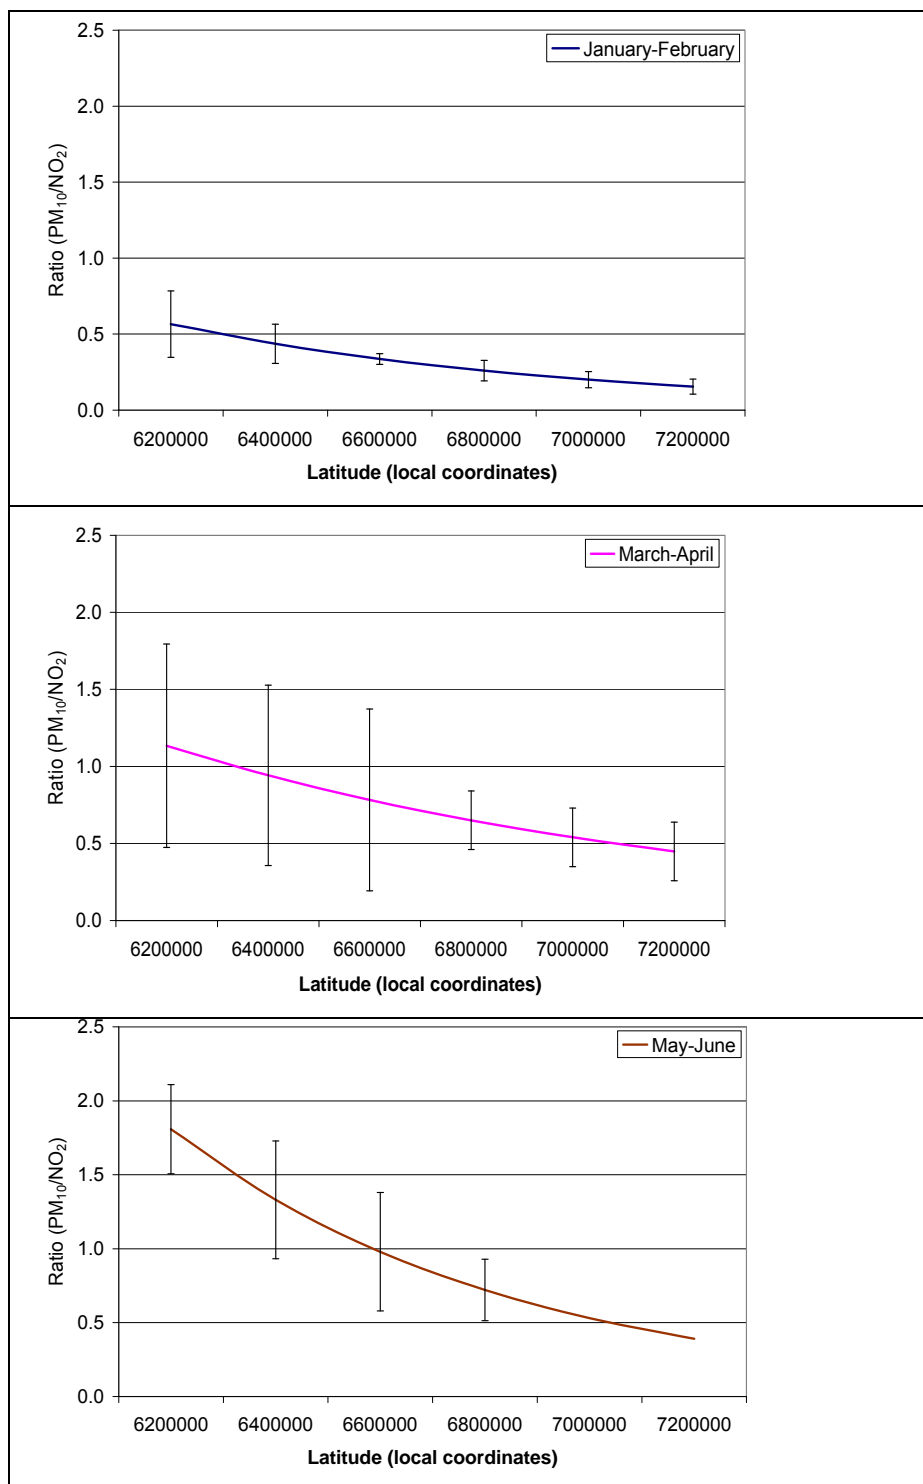 2.5
January-February
2.0
1.5
1.0
0.5
0.0
Ratio (PM₁₀/NO₂)
6200000 6400000 6600000 6800000 7000000 7200000
Latitude (local coordinates)
2.5
March-April
2.0
1.5
1.0
0.5
0.0
Ratio (PM₁₀/NO₂)
6200000 6400000 6600000 6800000 7000000 7200000
Latitude (local coordinates)
2.5
May-June
2.0
1.5
1.0
0.5
0.0
Ratio (PM₁₀/NO₂)
6200000 6400000 6600000 6800000 7000000 7200000
Latitude (local coordinates)